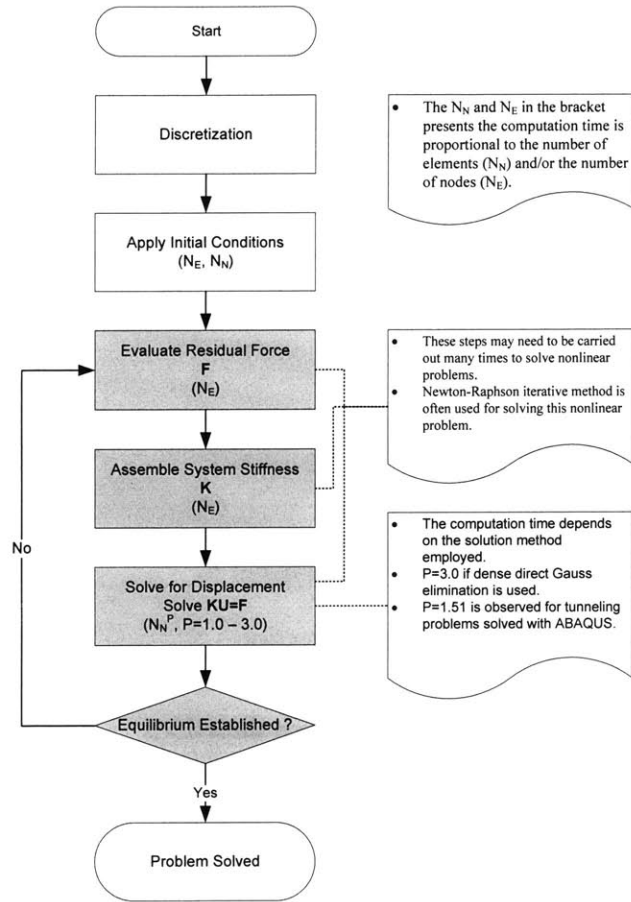 Start
Discretization
Apply Initial Conditions
(N_E, N_N)
Evaluate Residual Force
F
(N_E)
Assemble System Stiffness
K
(N_E)
Solve for Displacement
Solve KU=F
(N_N^P, P=1.0 – 3.0)
Equilibrium Established ?
No
Yes
Problem Solved
• The N_N and N_E in the bracket
presents the computation time is
proportional to the number of
elements (N_N) and/or the number
of nodes (N_E).
• These steps may need to be carried
out many times to solve nonlinear
problems.
• Newton-Raphson iterative method is
often used for solving this nonlinear
problem.
• The computation time depends
on the solution method
employed.
• P=3.0 if dense direct Gauss
elimination is used.
• P=1.51 is observed for tunneling
problems solved with ABAQUS.